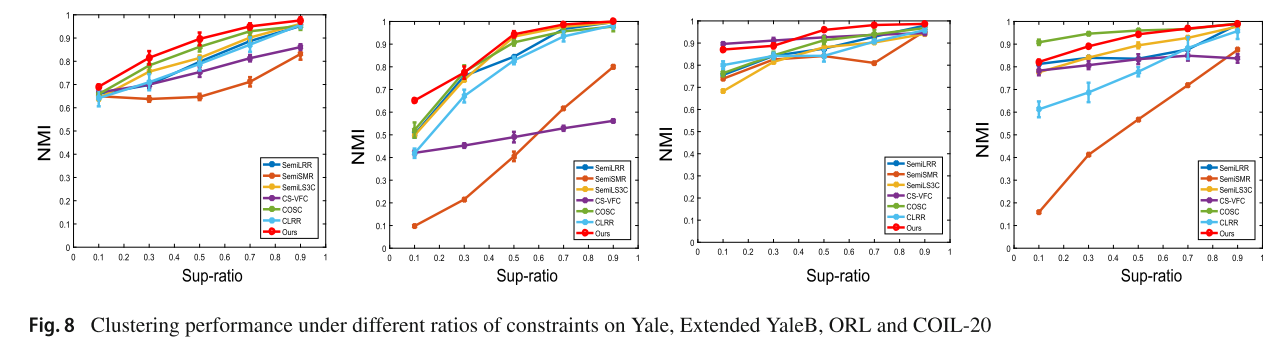 1
0.9
0.8
0.7
0.6
0.5
0.4
0.3
0.2
0.1
0
NMI
0 0.1 0.2 0.3 0.4 0.5 0.6 0.7 0.8 0.9 1
Sup-ratio
SemiLRR
SemiSMR
SemiLS3C
CS-VFC
COSC
CLRR
Ours
1
0.9
0.8
0.7
0.6
0.5
0.4
0.3
0.2
0.1
0
NMI
0 0.1 0.2 0.3 0.4 0.5 0.6 0.7 0.8 0.9 1
Sup-ratio
SemiLRR
SemiSMR
SemiLS3C
CS-VFC
COSC
CLRR
Ours
1
0.9
0.8
0.7
0.6
0.5
0.4
0.3
0.2
0.1
0
NMI
0 0.1 0.2 0.3 0.4 0.5 0.6 0.7 0.8 0.9 1
Sup-ratio
SemiLRR
SemiSMR
SemiLS3C
CS-VFC
COSC
CLRR
Ours
1
0.9
0.8
0.7
0.6
0.5
0.4
0.3
0.2
0.1
0
NMI
0 0.1 0.2 0.3 0.4 0.5 0.6 0.7 0.8 0.9 1
Sup-ratio
SemiLRR
SemiSMR
SemiLS3C
CS-VFC
COSC
CLRR
Ours
Fig. 8 Clustering performance under different ratios of constraints on Yale, Extended YaleB, ORL and COIL-20